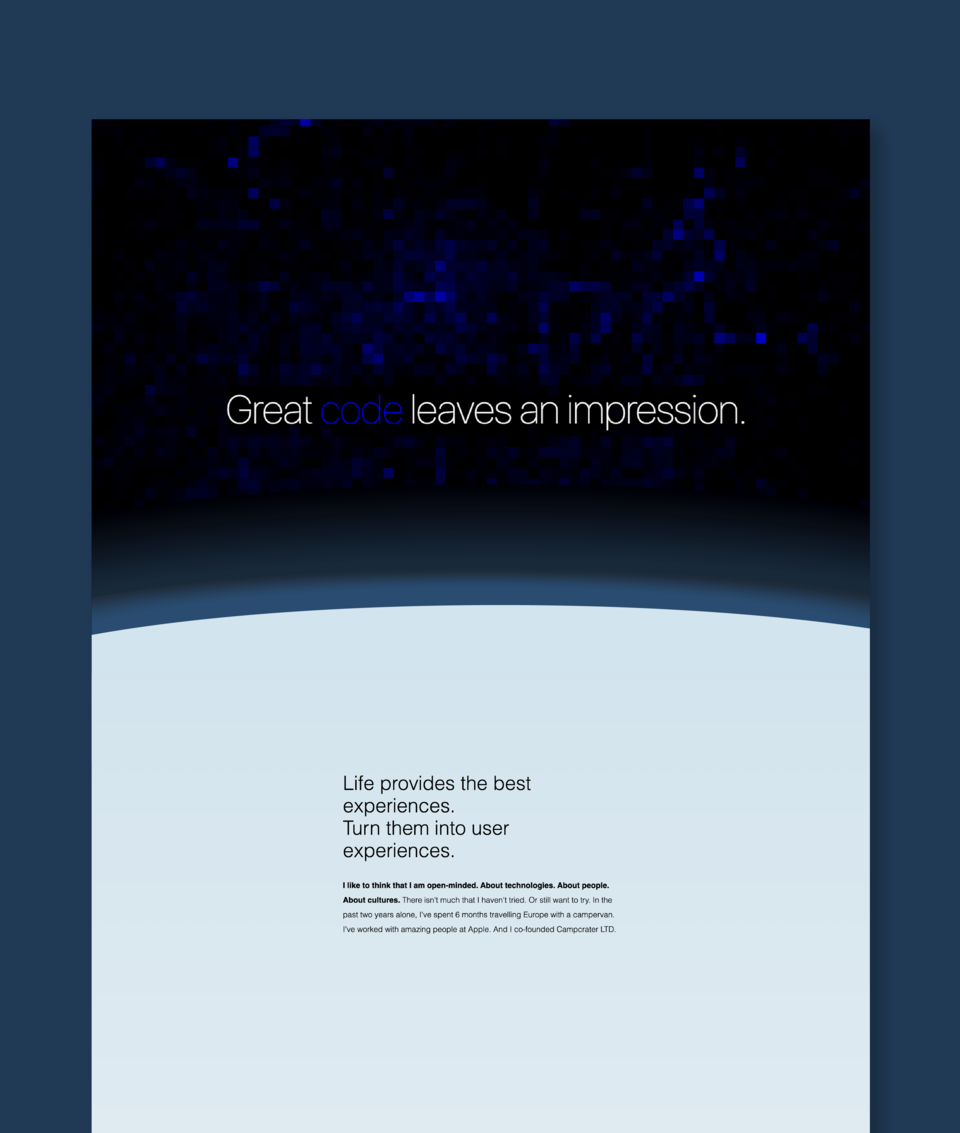 Great code leaves an impression.
Life provides the best
experiences.
Turn them into user
experiences.
I like to think that I am open-minded. About technologies. About people.
About cultures. There isn't much that I haven't tried. Or still want to try. In the
past two years alone, I've spent 6 months travelling Europe with a campervan.
I've worked with amazing people at Apple. And I co-founded Campcrater LTD.